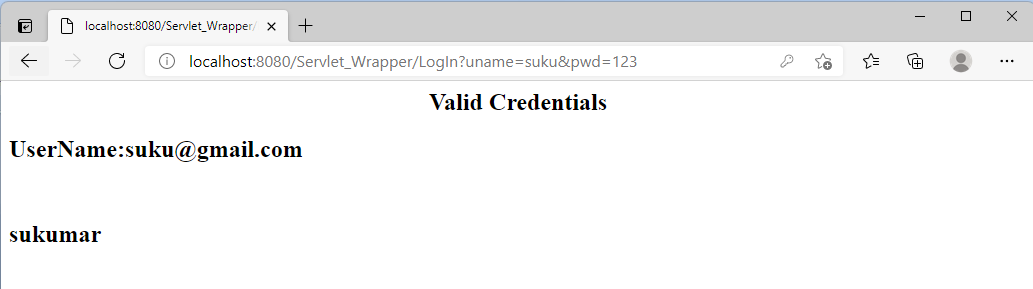 localhost:8080/Servlet_Wrapper/
localhost:8080/Servlet_Wrapper/LogIn?uname=suku&pwd=123
Valid Credentials
UserName:suku@gmail.com
sukumar